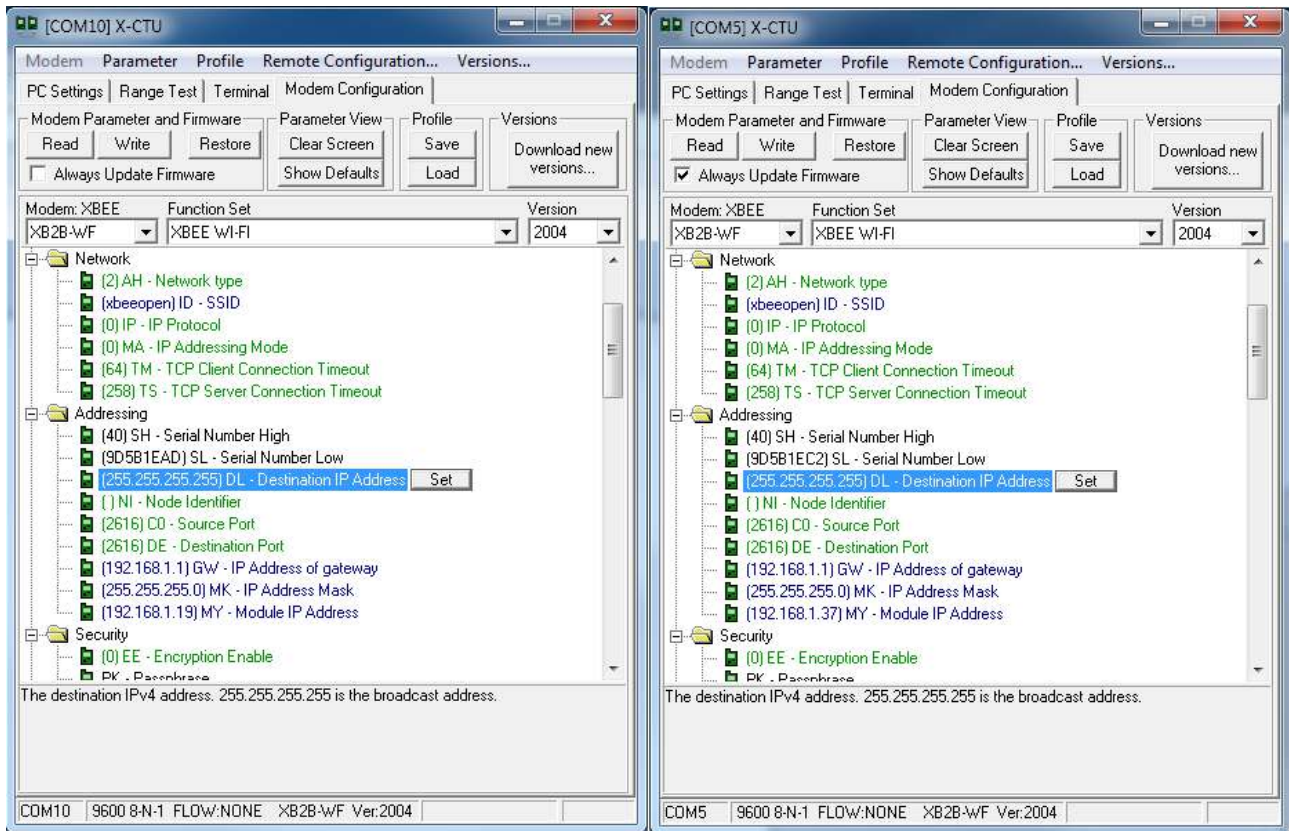 [COM10] X-CTU
Modem Parameter Profile Remote Configuration... Versions...
PC Settings Range Test Terminal Modem Configuration
Modem Parameter and Firmware Parameter View Profile Versions
Read Write Restore Clear Screen Save Download new versions...
Always Update Firmware Show Defaults Load
Modem: XBEE Function Set Version
XB2B-WF XBEE WI-FI 2004
Network
(2) AH - Network type
(xbeeopen) ID - SSID
(0) IP - IP Protocol
(0) MA - IP Addressing Mode
(64) TM - TCP Client Connection Timeout
(258) TS - TCP Server Connection Timeout
Addressing
(40) SH - Serial Number High
(9D5B1EAD) SL - Serial Number Low
(255.255.255.255) DL - Destination IP Address Set
( ) NI - Node Identifier
(2616) C0 - Source Port
(2616) DE - Destination Port
(192.168.1.1) GW - IP Address of gateway
(255.255.255.0) MK - IP Address Mask
(192.168.1.19) MY - Module IP Address
Security
(0) EE - Encryption Enable
PK - Passphrase
The destination IPv4 address. 255.255.255.255 is the broadcast address.
COM10 9600 8-N-1 FLOW:NONE XB2B-WF Ver:2004
[COM5] X-CTU
Modem Parameter Profile Remote Configuration... Versions...
PC Settings Range Test Terminal Modem Configuration
Modem Parameter and Firmware Parameter View Profile Versions
Read Write Restore Clear Screen Save Download new versions...
Always Update Firmware Show Defaults Load
Modem: XBEE Function Set Version
XB2B-WF XBEE WI-FI 2004
Network
(2) AH - Network type
(xbeeopen) ID - SSID
(0) IP - IP Protocol
(0) MA - IP Addressing Mode
(64) TM - TCP Client Connection Timeout
(258) TS - TCP Server Connection Timeout
Addressing
(40) SH - Serial Number High
(9D5B1EC2) SL - Serial Number Low
(255.255.255.255) DL - Destination IP Address Set
( ) NI - Node Identifier
(2616) C0 - Source Port
(2616) DE - Destination Port
(192.168.1.1) GW - IP Address of gateway
(255.255.255.0) MK - IP Address Mask
(192.168.1.37) MY - Module IP Address
Security
(0) EE - Encryption Enable
PK - Passphrase
The destination IPv4 address. 255.255.255.255 is the broadcast address.
COM5 9600 8-N-1 FLOW:NONE XB2B-WF Ver:2004